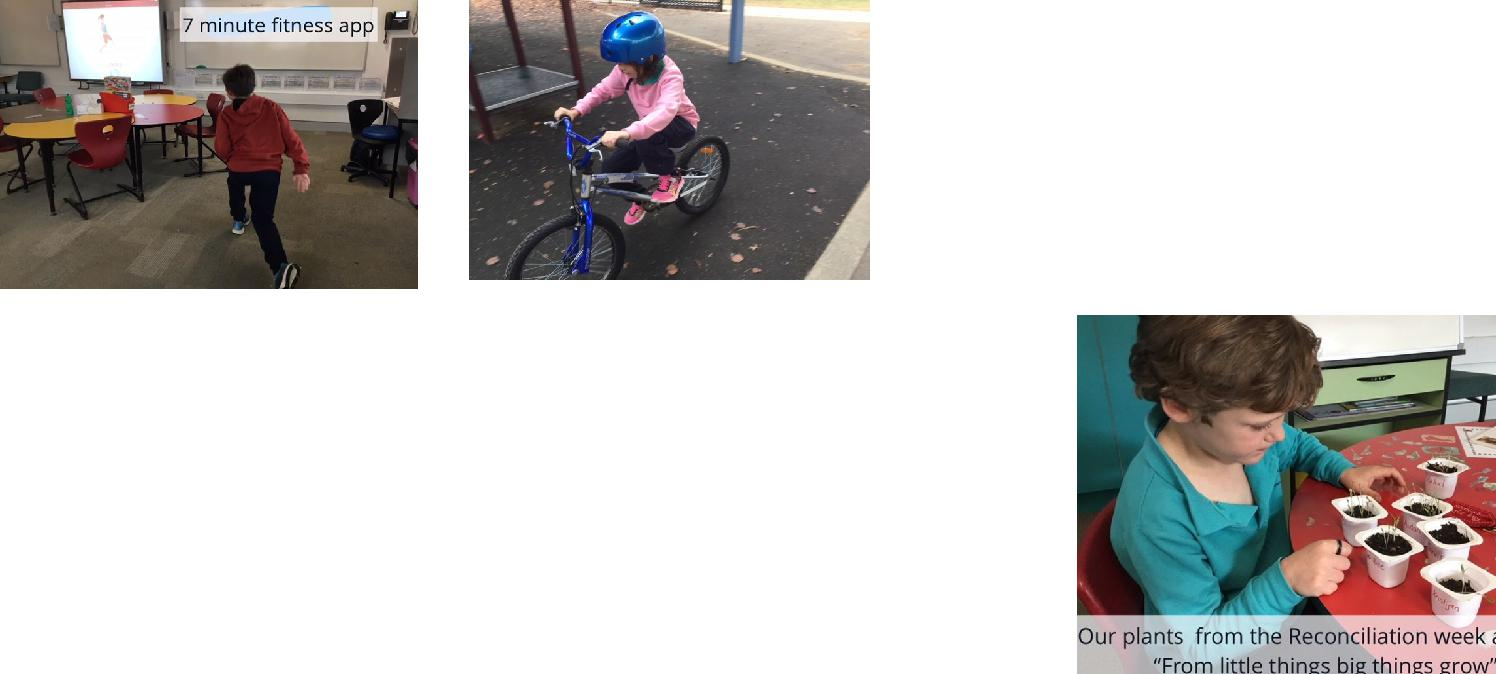 7 minute fitness app
Our plants from the Reconciliation week a
“From little things big things grow”